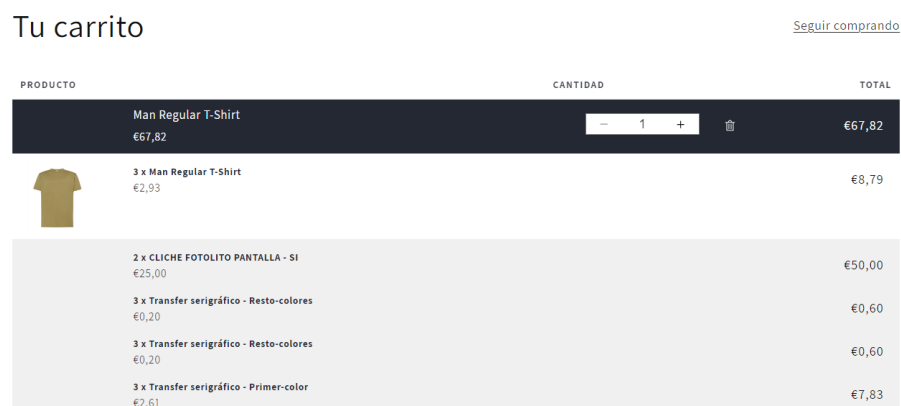 Tu carrito
Seguir comprando
PRODUCTO CANTIDAD TOTAL
Man Regular T-Shirt
€67,82
− 1 +
€67,82
3 x Man Regular T-Shirt
€2,93
€8,79
2 x CLICHE FOTOLITO PANTALLA - SI
€25,00
€50,00
3 x Transfer serigráfico - Resto-colores
€0,20
€0,60
3 x Transfer serigráfico - Resto-colores
€0,20
€0,60
3 x Transfer serigráfico - Primer-color
€2,61
€7,83